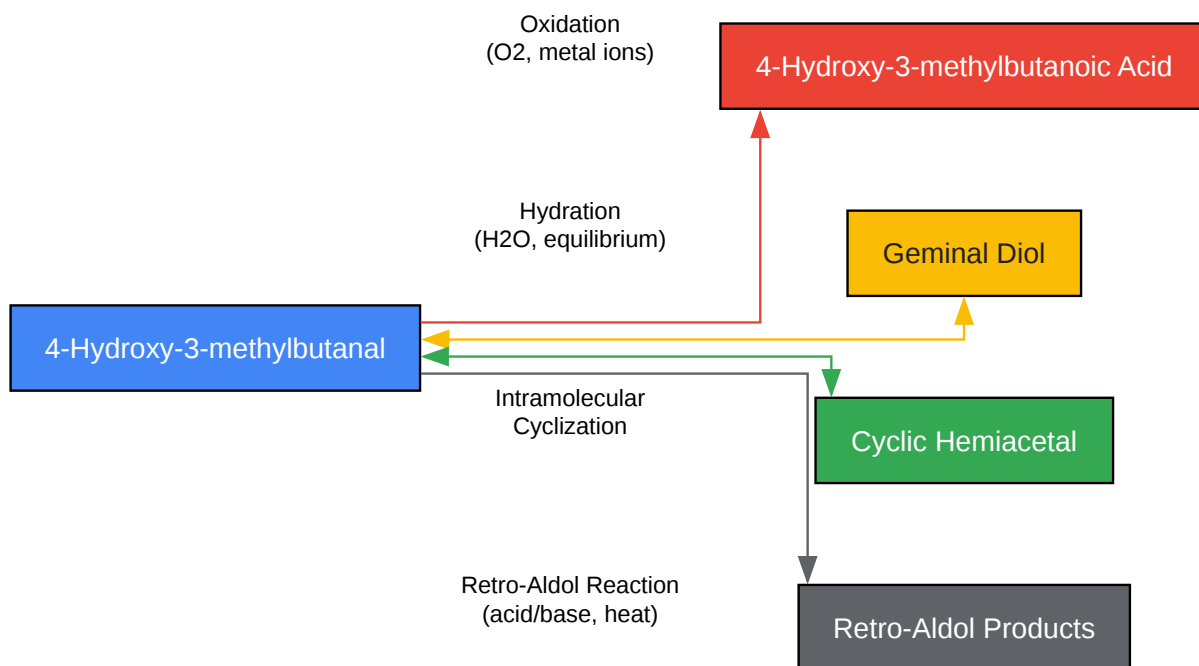 Oxidation
(O2, metal ions)
4-Hydroxy-3-methylbutanoic Acid
Hydration
(H2O, equilibrium)
Geminal Diol
4-Hydroxy-3-methylbutanal
Intramolecular
Cyclization
Cyclic Hemiacetal
Retro-Aldol Reaction
(acid/base, heat)
Retro-Aldol Products